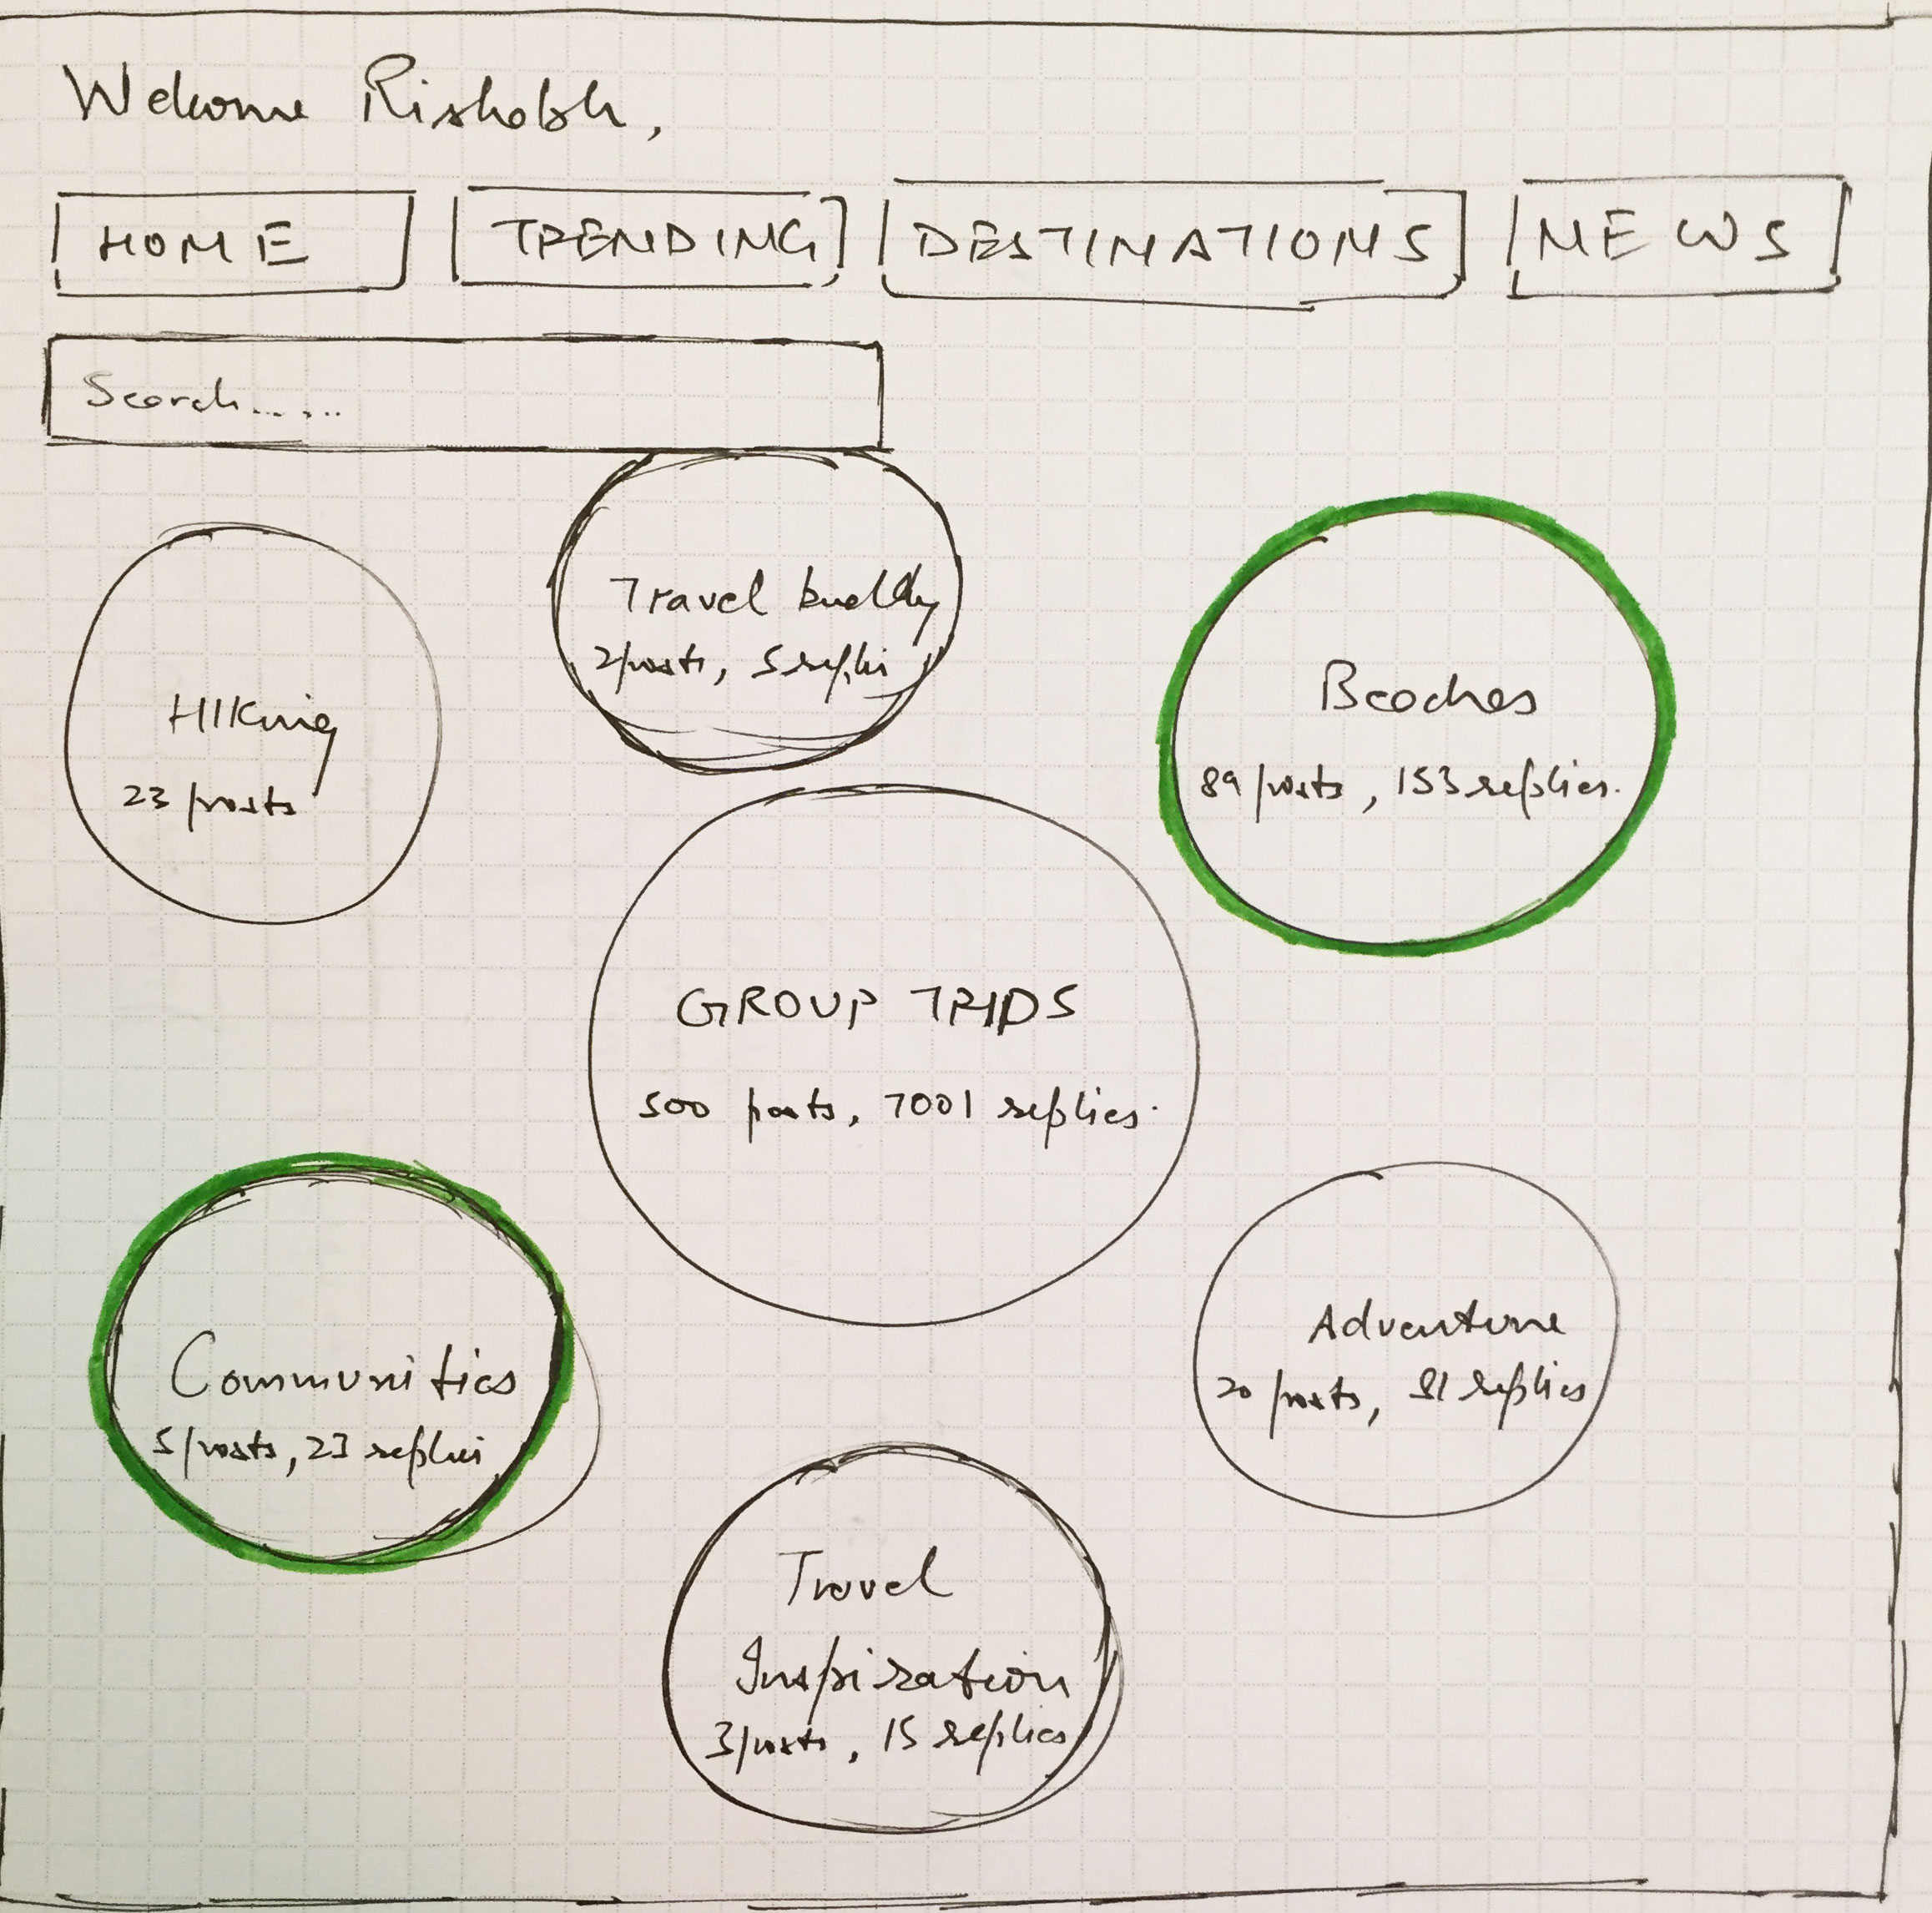 Welcome Rishabh,
HOME TRENDING DESTINATIONS NEWS
Search......
Travel buddy
2 posts, 5 repli
Hiking
23 posts
Beaches
89 posts, 153 replies.
GROUP TRIPS
500 posts, 7001 replies.
Communities
5 posts, 23 replies
Adventure
20 posts, 81 replies
Travel
Inspiration
3 posts, 15 replies